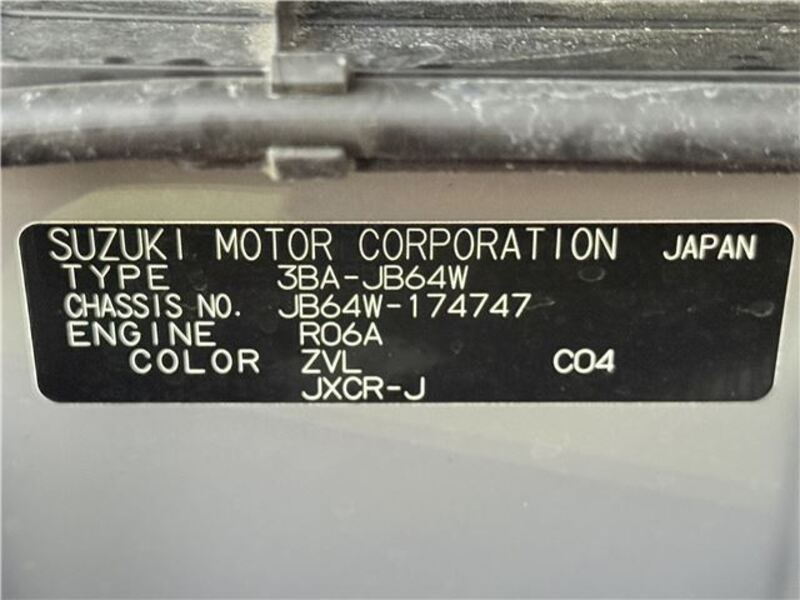 SUZUKI MOTOR CORPORATION JAPAN
TYPE 3BA-JB64W
CHASSIS NO. JB64W-174747
ENGINE R06A
COLOR ZVL C04
JXCR-J